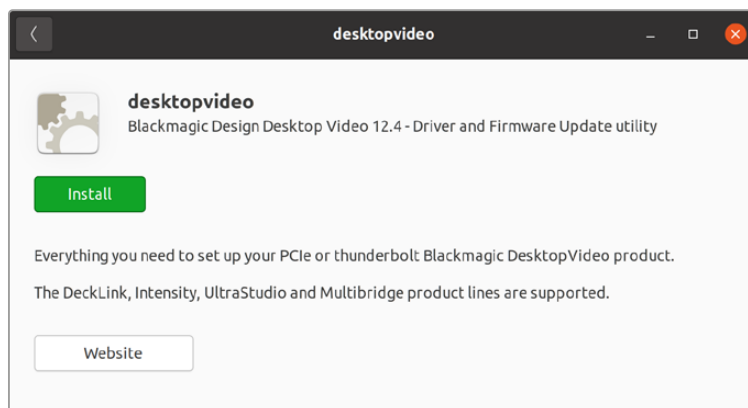 desktopvideo
desktopvideo
Blackmagic Design Desktop Video 12.4 - Driver and Firmware Update utility
Install
Everything you need to set up your PCIe or thunderbolt Blackmagic DesktopVideo product.
The DeckLink, Intensity, UltraStudio and Multibridge product lines are supported.
Website